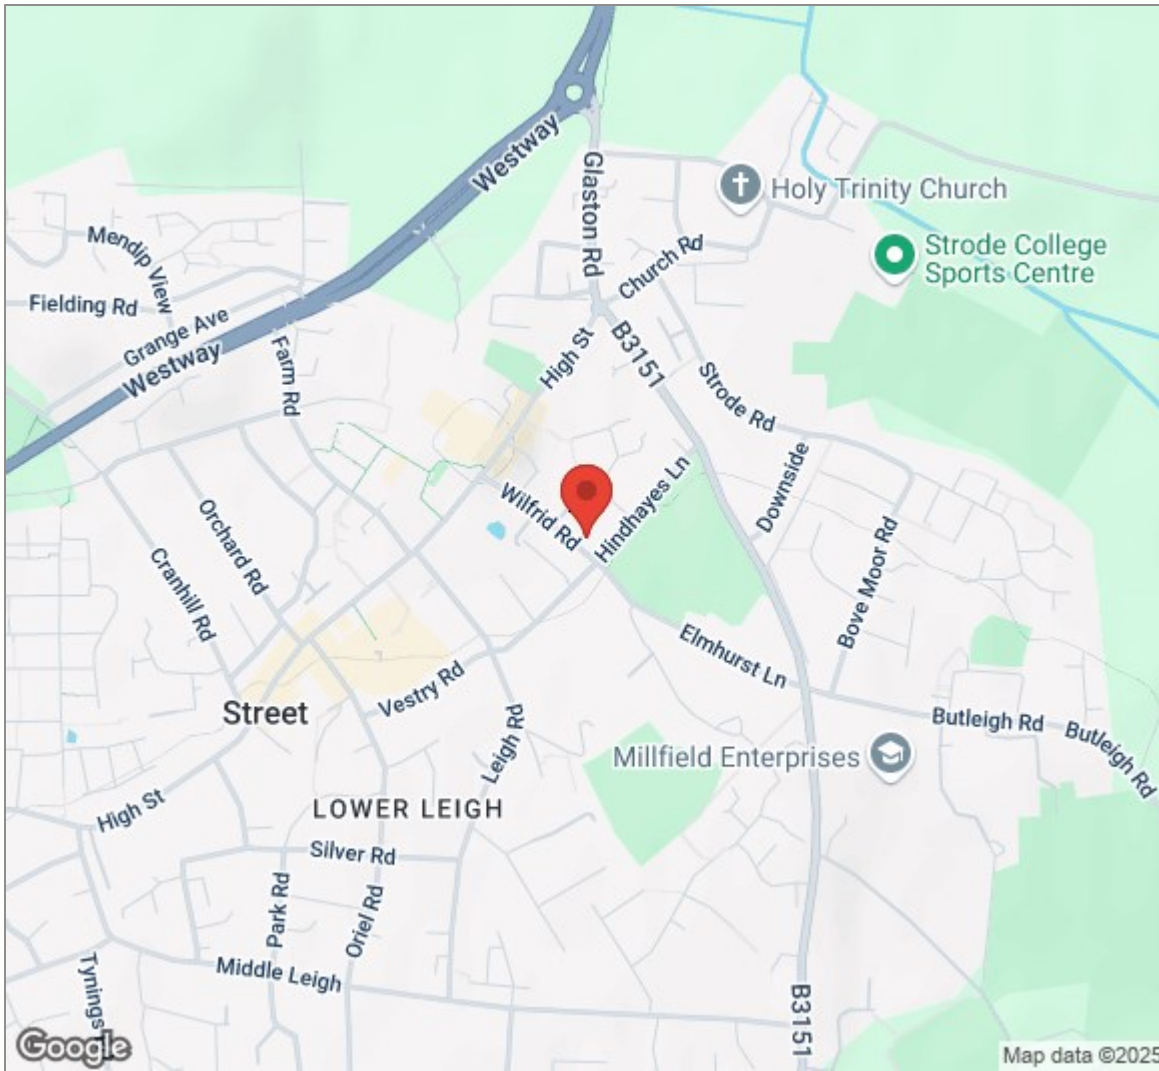 Westway
Glaston Rd
Holy Trinity Church
Mendip View
Church Rd
Strode College
Sports Centre
Fielding Rd
Grange Ave
Westway
Farm Rd
High St
B3151
Strode Rd
Downside
Wilfrid Rd
Hindhayes Ln
Orchard Rd
Cranhill Rd
Bove Moor Rd
Elmhurst Ln
Vestry Rd
Street
Leigh Rd
Butleigh Rd
Butleigh Rd
Millfield Enterprises
High St
LOWER LEIGH
Silver Rd
Park Rd
Oriel Rd
Middle Leigh
Tynings
B3151
Google
Map data ©2025